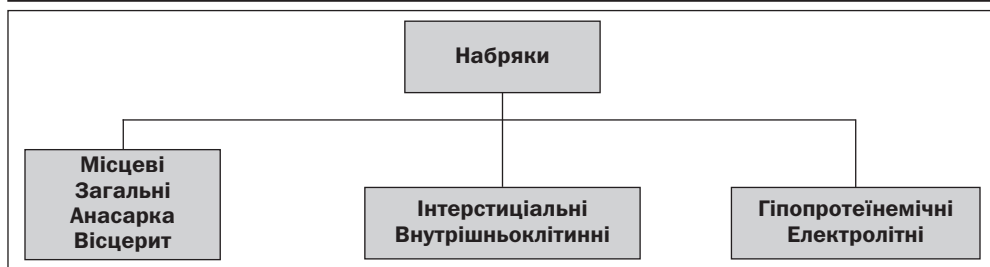 Набряки
Місцеві
Загальні
Анасарка
Вісцерит
Інтерстиціальні
Внутрішньоклітинні
Гіпопротеїнемічні
Електролітні